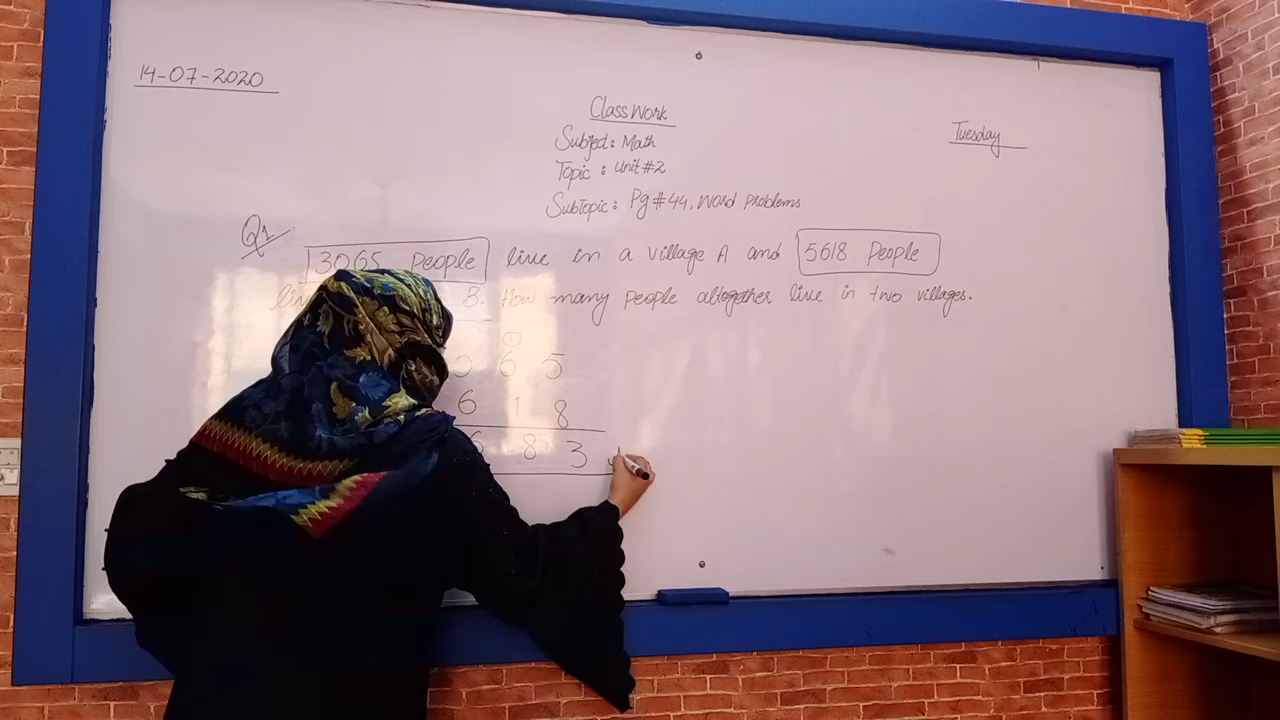 14-07-2020
Class Work
Tuesday
Subject: Math
Topic : Unit #2
SubTopic: Pg #44, Word Problems
Q1
3065 People live in a village A and 5618 People
B. How many people altogether live in two villages.
1
6 5
6 1 8
6 8 3